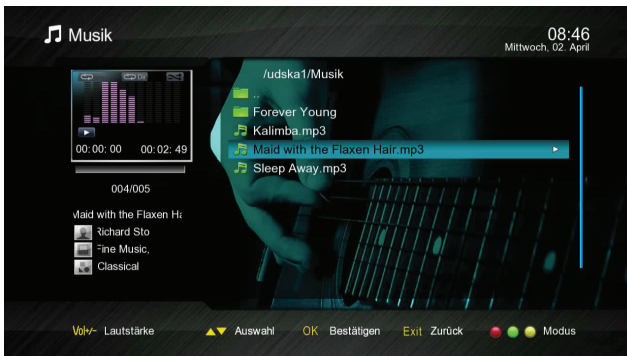 Musik
08:46
Mittwoch, 02. April
/udska1/Musik
Dir
..
Forever Young
Kalimba.mp3
00:00:00 00:02:49
Maid with the Flaxen Hair.mp3
Sleep Away.mp3
004/005
Maid with the Flaxen Ha
Richard Sto
Fine Music,
Classical
Vol+/- Lautstärke
Auswahl
OK Bestätigen
Exit Zurück
Modus